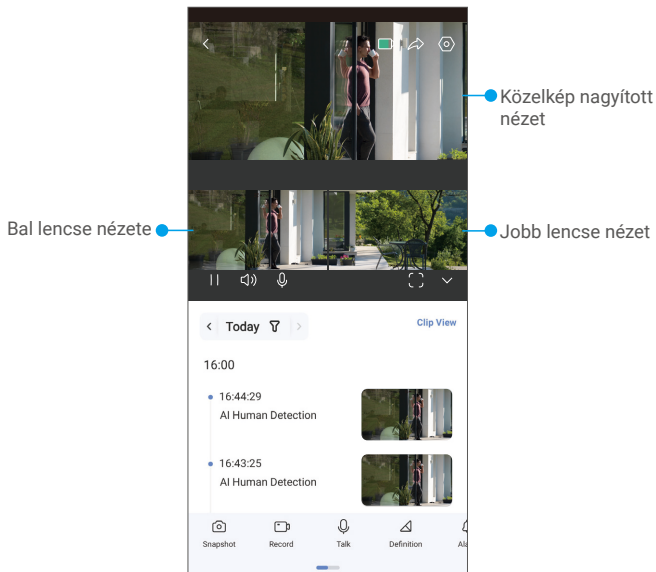 Közelkép nagyított
nézet
Bal lencse nézete
Jobb lencse nézet
Today
Clip View
16:00
16:44:29
AI Human Detection
16:43:25
AI Human Detection
Snapshot
Record
Talk
Definition